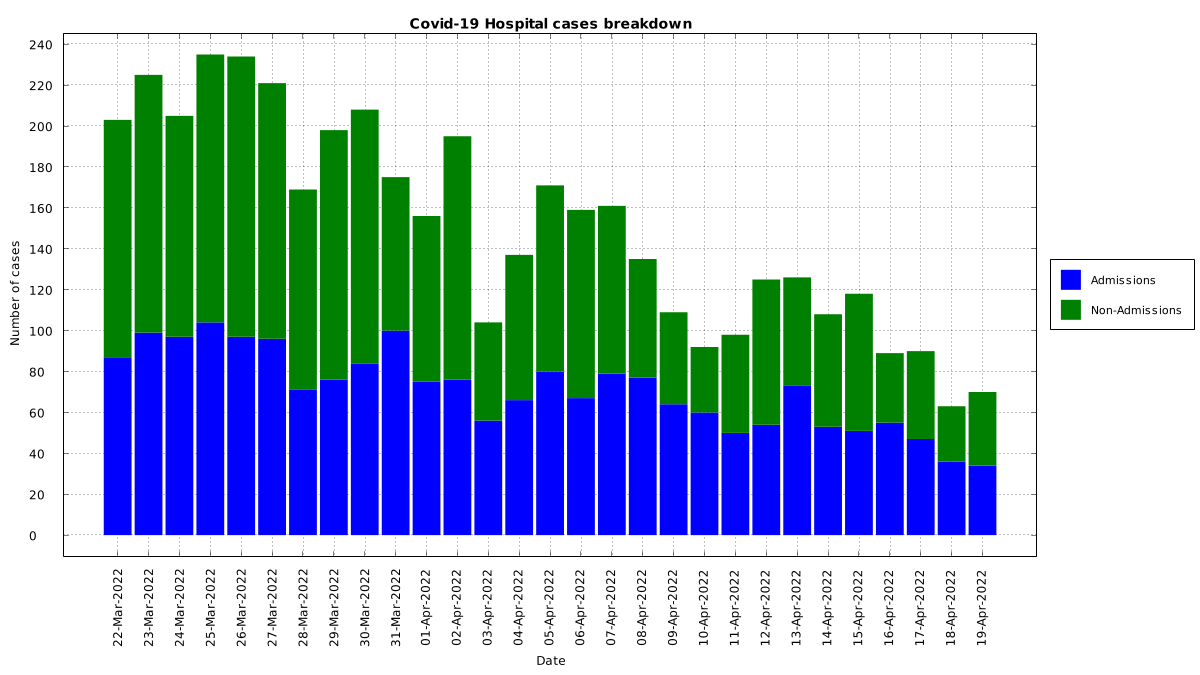 Covid-19 Hospital cases breakdown
Number of cases
240
220
200
180
160
140
120
100
80
60
40
20
0
22-Mar-2022
23-Mar-2022
24-Mar-2022
25-Mar-2022
26-Mar-2022
27-Mar-2022
28-Mar-2022
29-Mar-2022
30-Mar-2022
31-Mar-2022
01-Apr-2022
02-Apr-2022
03-Apr-2022
04-Apr-2022
05-Apr-2022
06-Apr-2022
07-Apr-2022
08-Apr-2022
09-Apr-2022
10-Apr-2022
11-Apr-2022
12-Apr-2022
13-Apr-2022
14-Apr-2022
15-Apr-2022
16-Apr-2022
17-Apr-2022
18-Apr-2022
19-Apr-2022
Date
Admissions
Non-Admissions